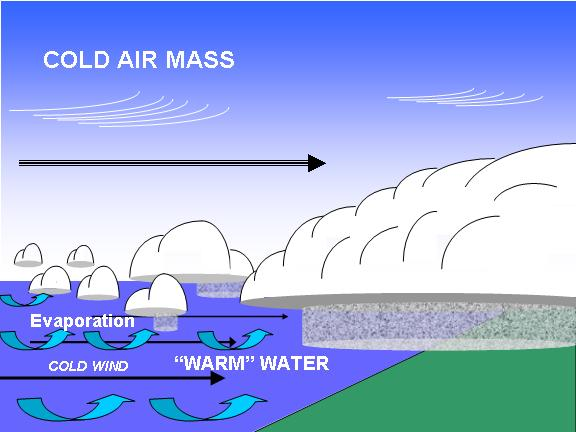 COLD AIR MASS
Evaporation
COLD WIND
“WARM” WATER